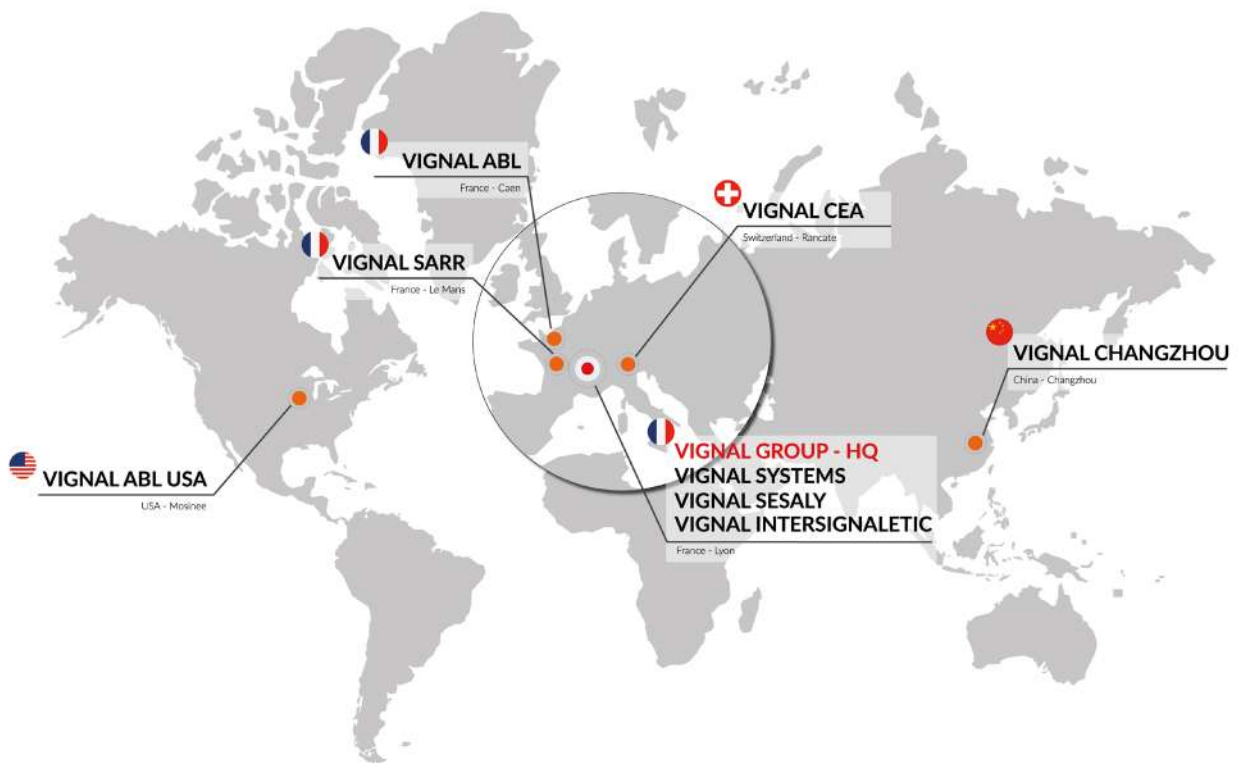 VIGNAL ABL
France - Caen
VIGNAL CEA
Switzerland - Rancate
VIGNAL SARR
France - Le Mans
VIGNAL CHANGZHOU
China - Changzhou
VIGNAL GROUP - HQ
VIGNAL SYSTEMS
VIGNAL SESALY
VIGNAL INTERSIGNALETIC
France - Lyon
VIGNAL ABL USA
USA - Mosinee